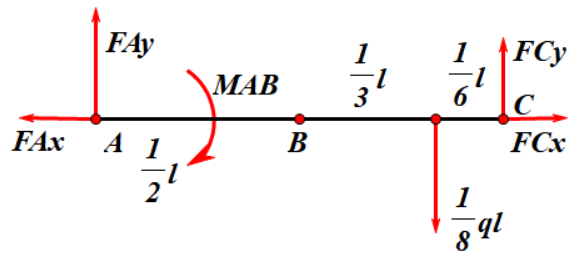 FAy
MAB
1/3 l
1/6 l
FCy
FAx
A
1/2 l
B
C
FCx
1/8 ql